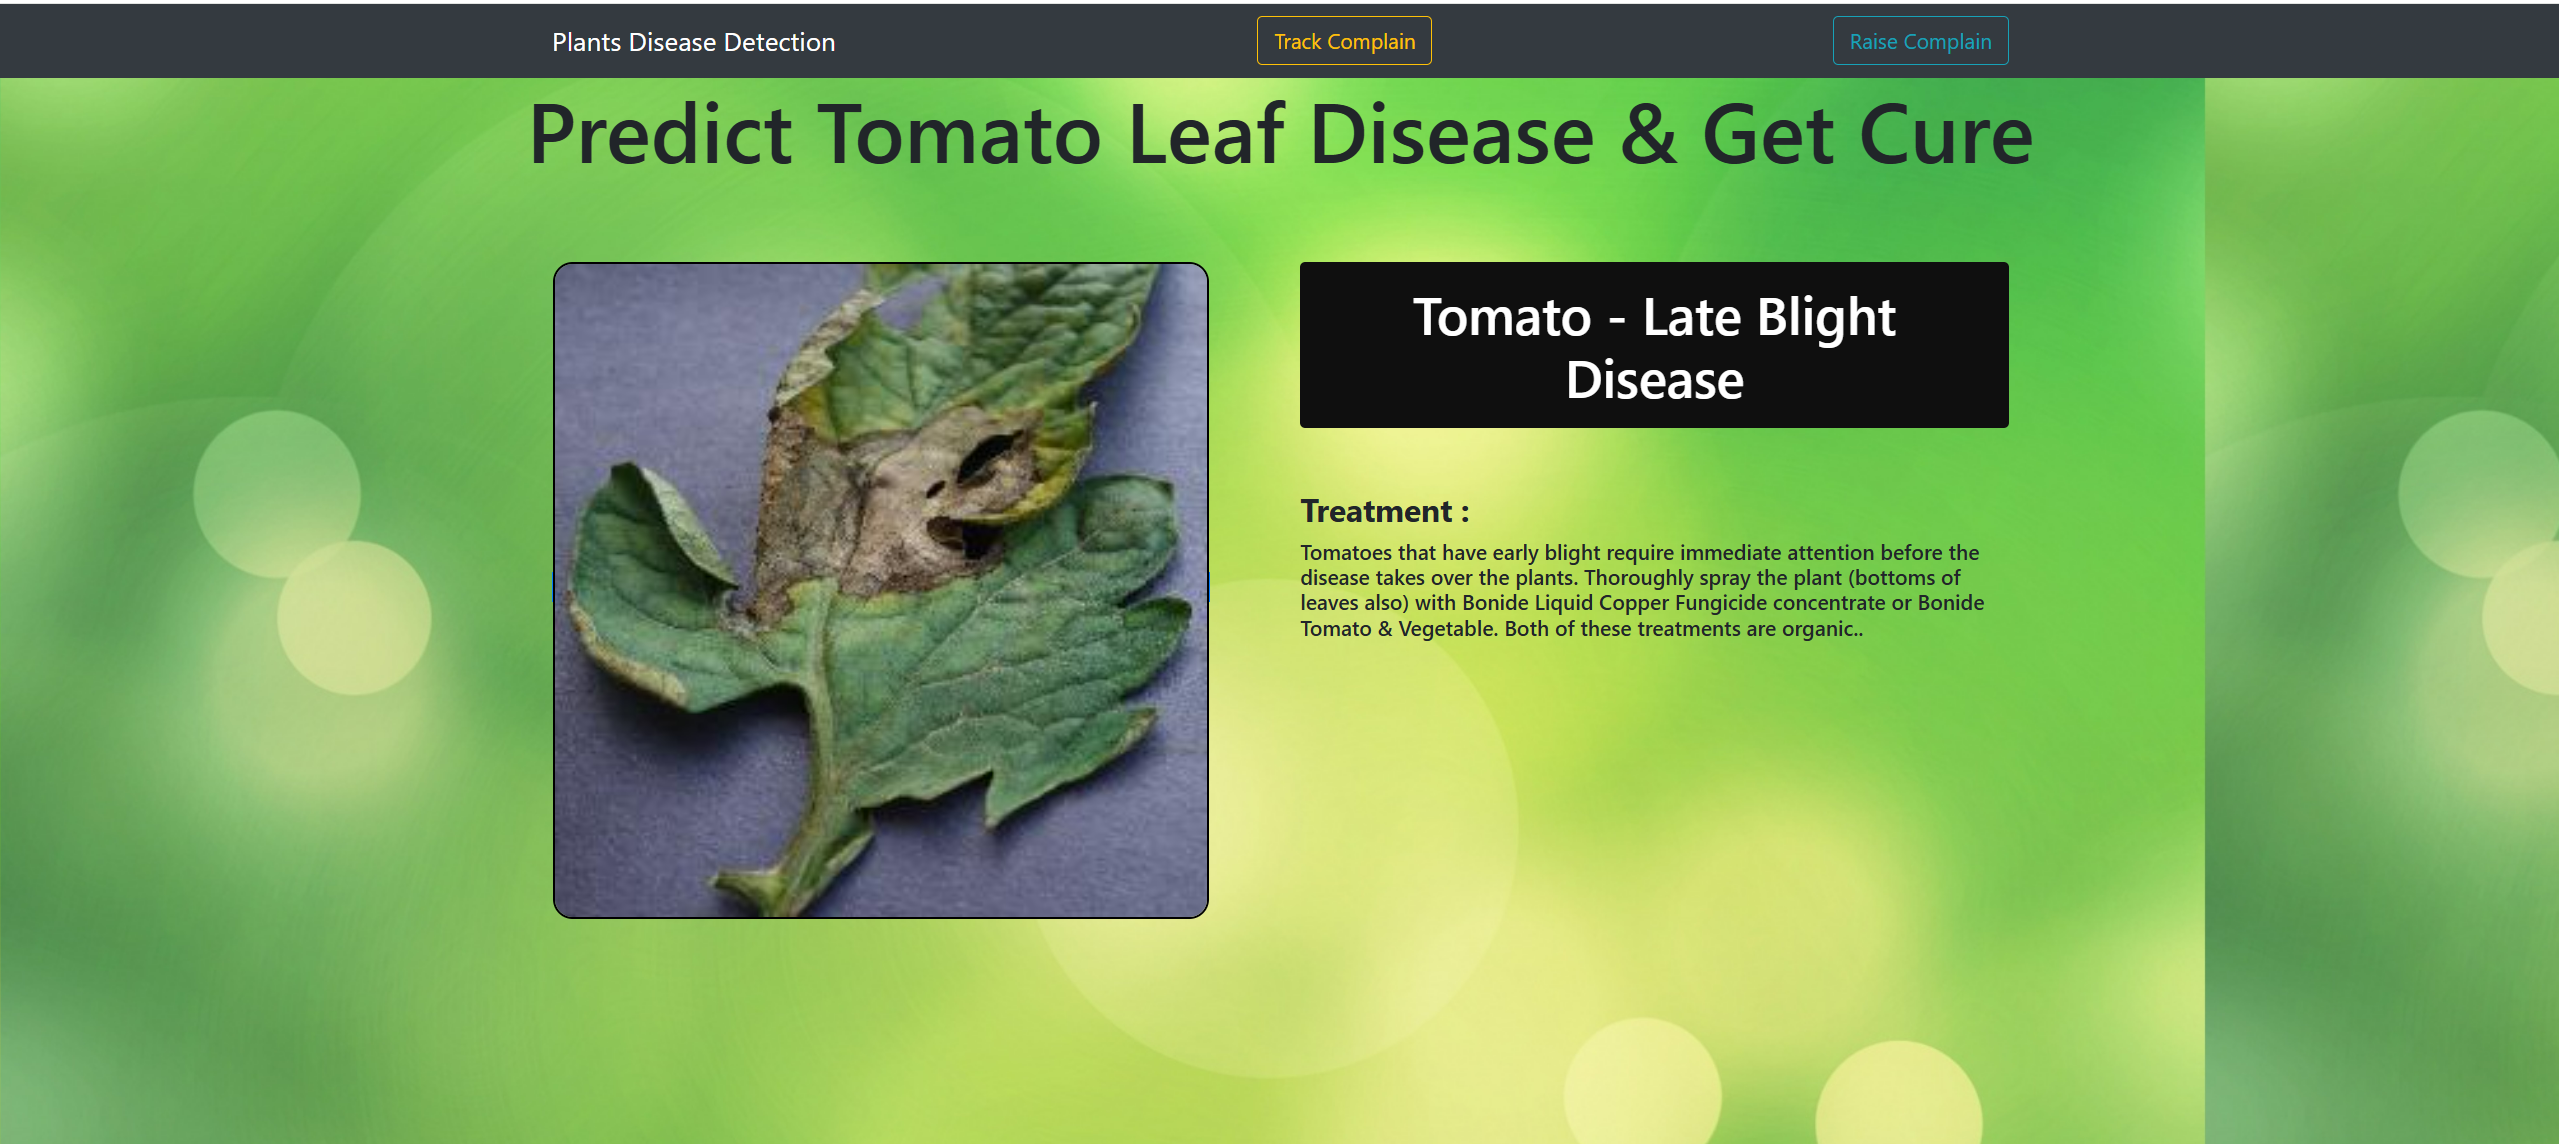 Plants Disease Detection
Track Complain
Raise Complain
Predict Tomato Leaf Disease & Get Cure
Tomato - Late Blight
Disease
Treatment :
Tomatoes that have early blight require immediate attention before the
disease takes over the plants. Thoroughly spray the plant (bottoms of
leaves also) with Bonide Liquid Copper Fungicide concentrate or Bonide
Tomato & Vegetable. Both of these treatments are organic..